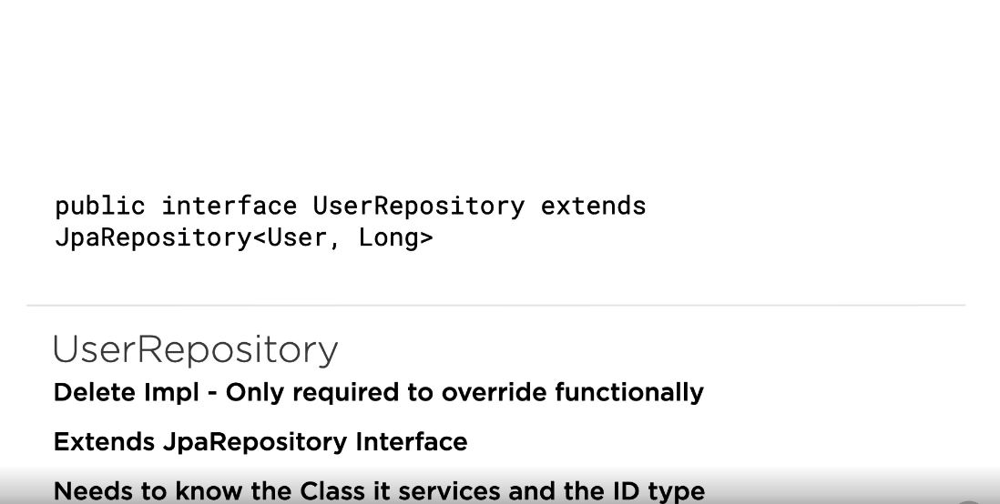 public interface UserRepository extends
JpaRepository<User, Long>
UserRepository
Delete Impl - Only required to override functionally
Extends JpaRepository Interface
Needs to know the Class it services and the ID type